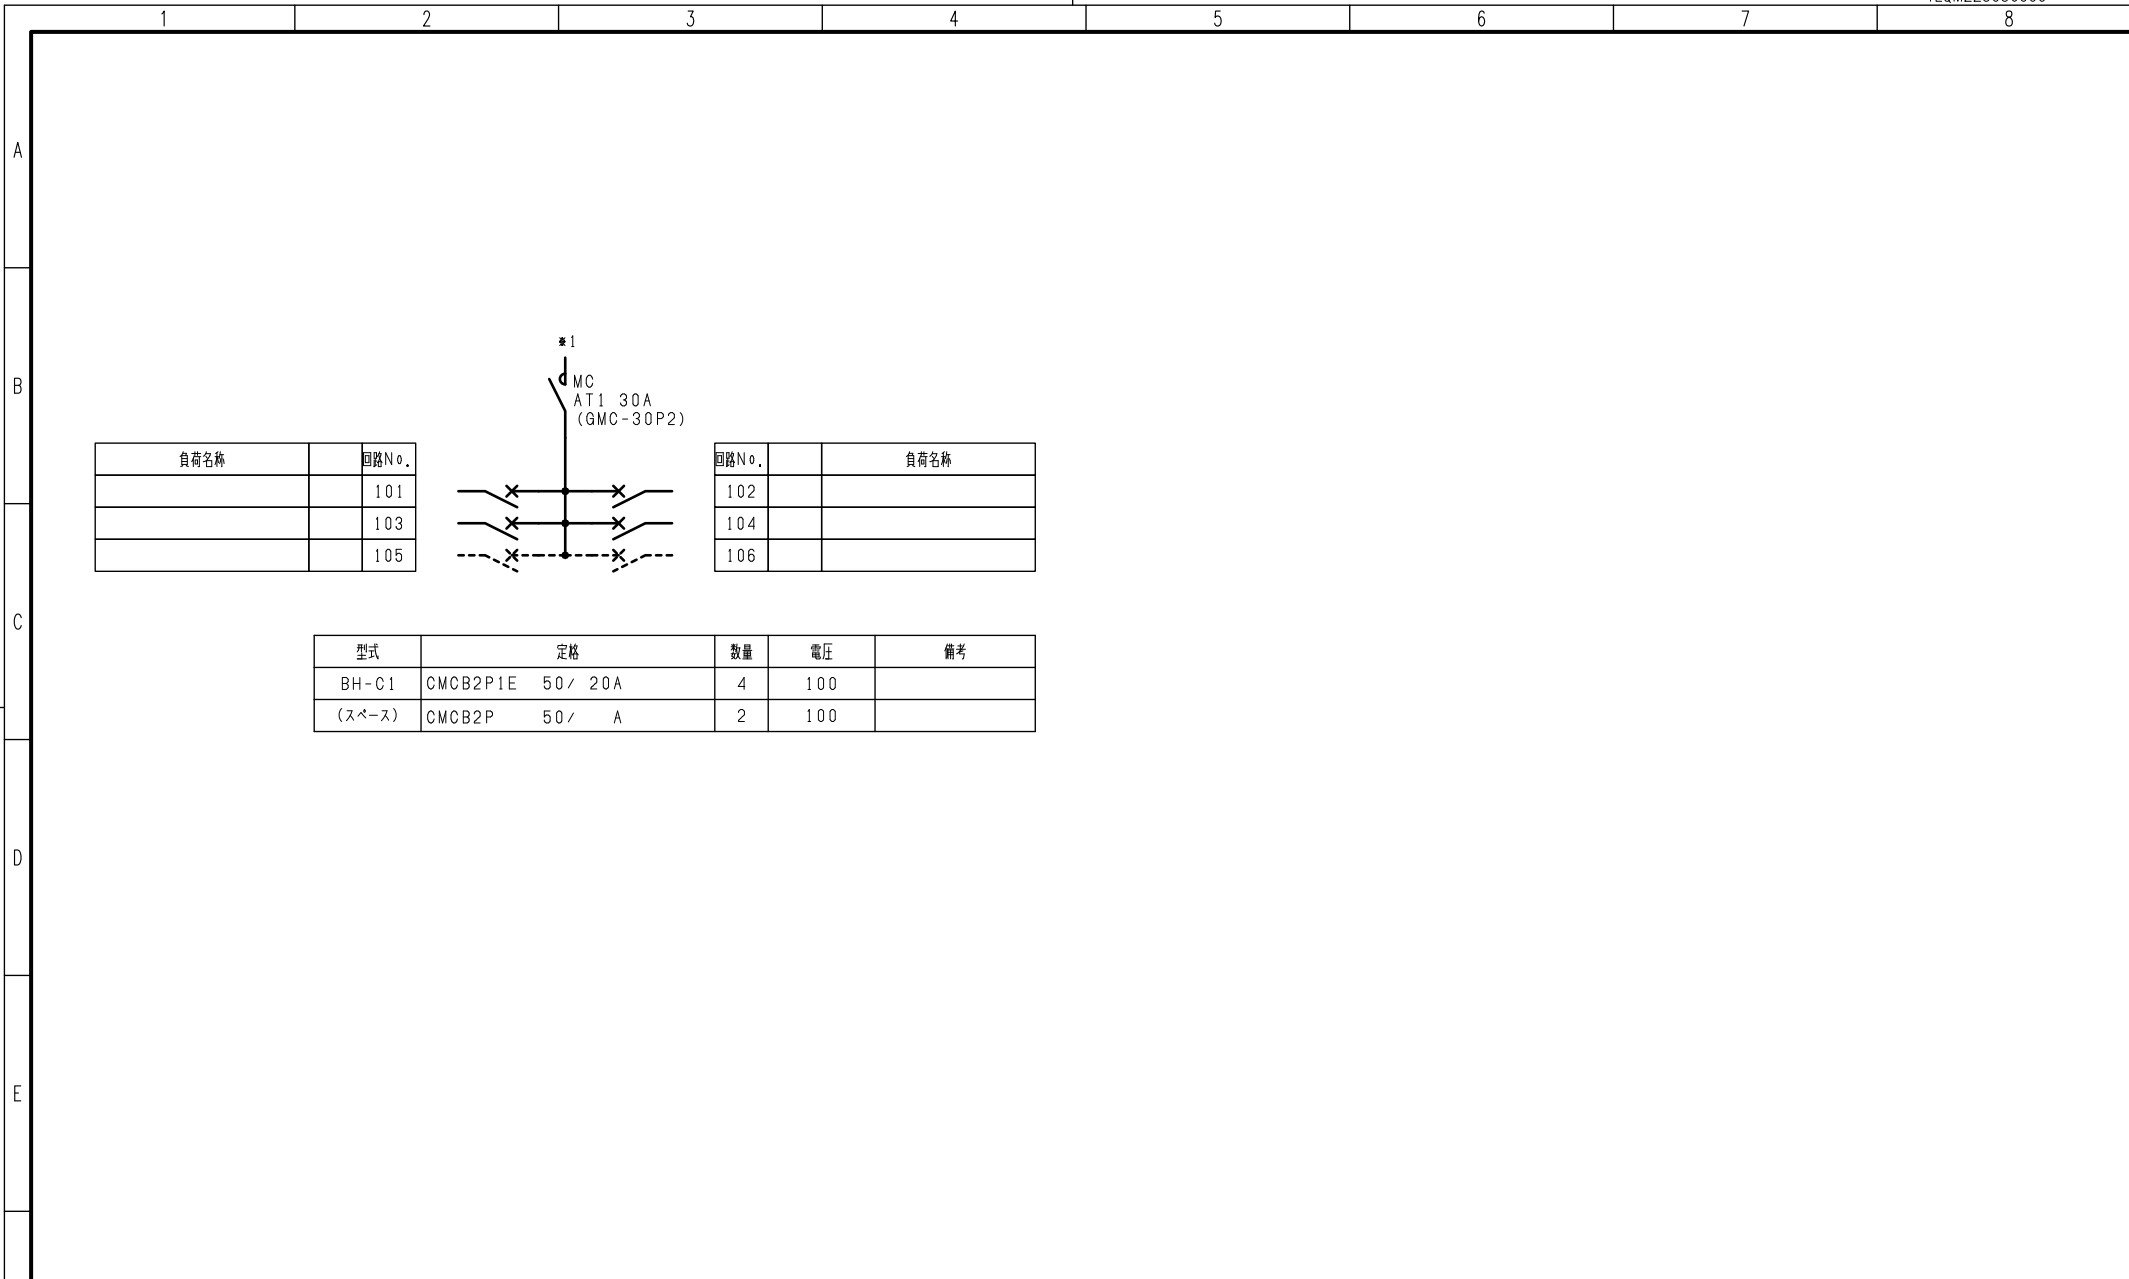 1 2 3 4 5 6 7 8
A
B
*1
MC
AT1 30A
(GMC-30P2)
負荷名称 回路No. 回路No. 負荷名称
101 102
103 104
105 106
C
型式 定格 数量 電圧 備考
BH-C1 CMCB2P1E 50/ 20A 4 100
(スペース) CMCB2P 50/ A 2 100
D
E